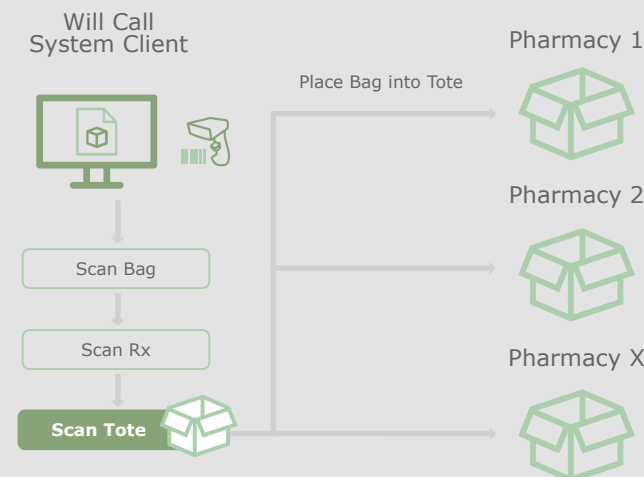 Will Call
System Client
Scan Bag
Scan Rx
Scan Tote
Place Bag into Tote
Pharmacy 1
Pharmacy 2
Pharmacy X